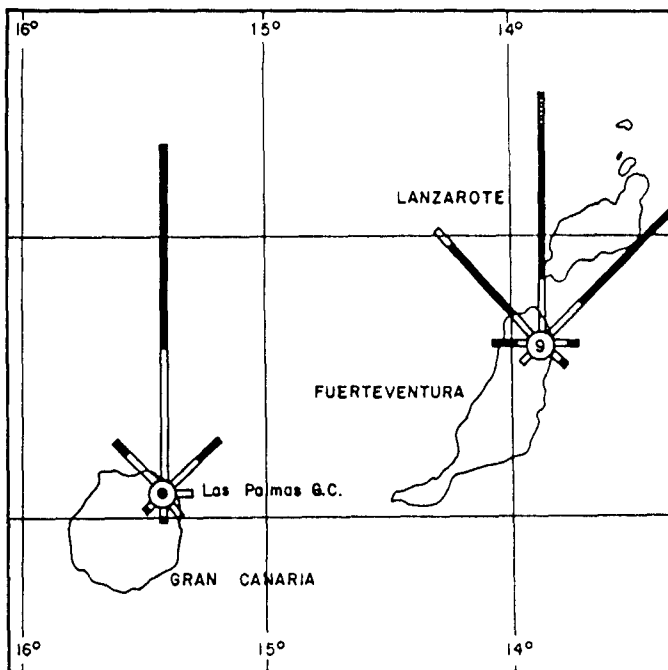 16° 15° 14°
LANZAROTE
9
FUERTEVENTURA
Las Palmas G.C.
GRAN CANARIA
16° 15° 14°